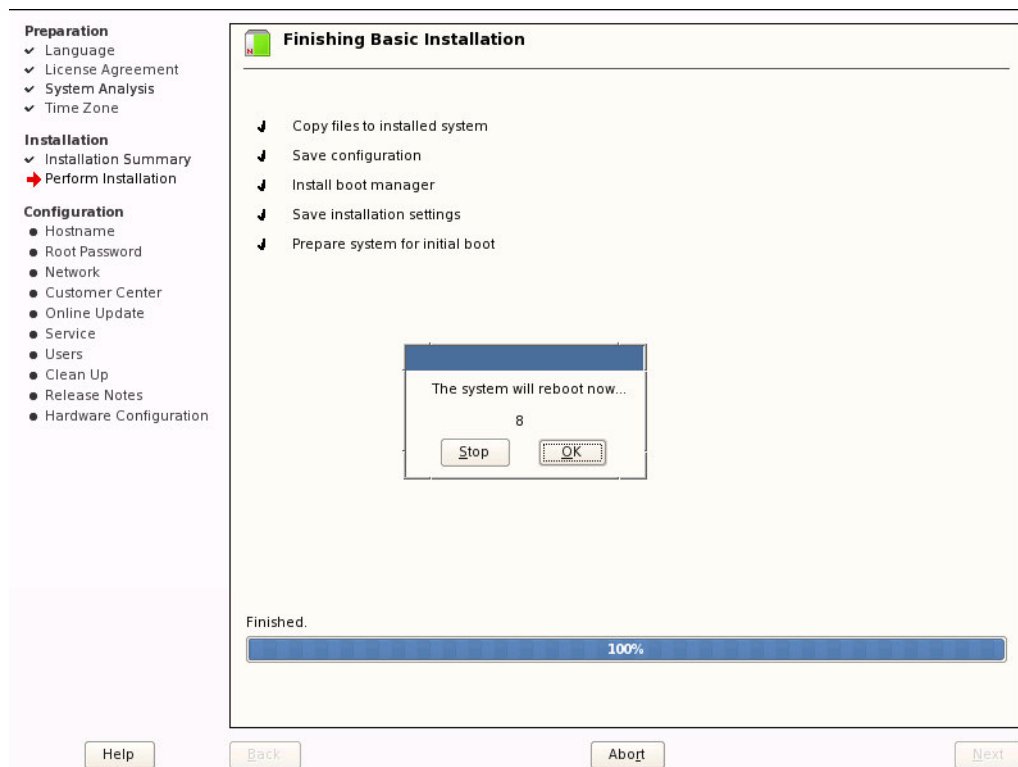 Preparation
Language
License Agreement
System Analysis
Time Zone
Installation
Installation Summary
Perform Installation
Configuration
Hostname
Root Password
Network
Customer Center
Online Update
Service
Users
Clean Up
Release Notes
Hardware Configuration
N
Finishing Basic Installation
Copy files to installed system
Save configuration
Install boot manager
Save installation settings
Prepare system for initial boot
The system will reboot now...
8
Stop
OK
Finished.
100%
Help
Back
Abort
Next